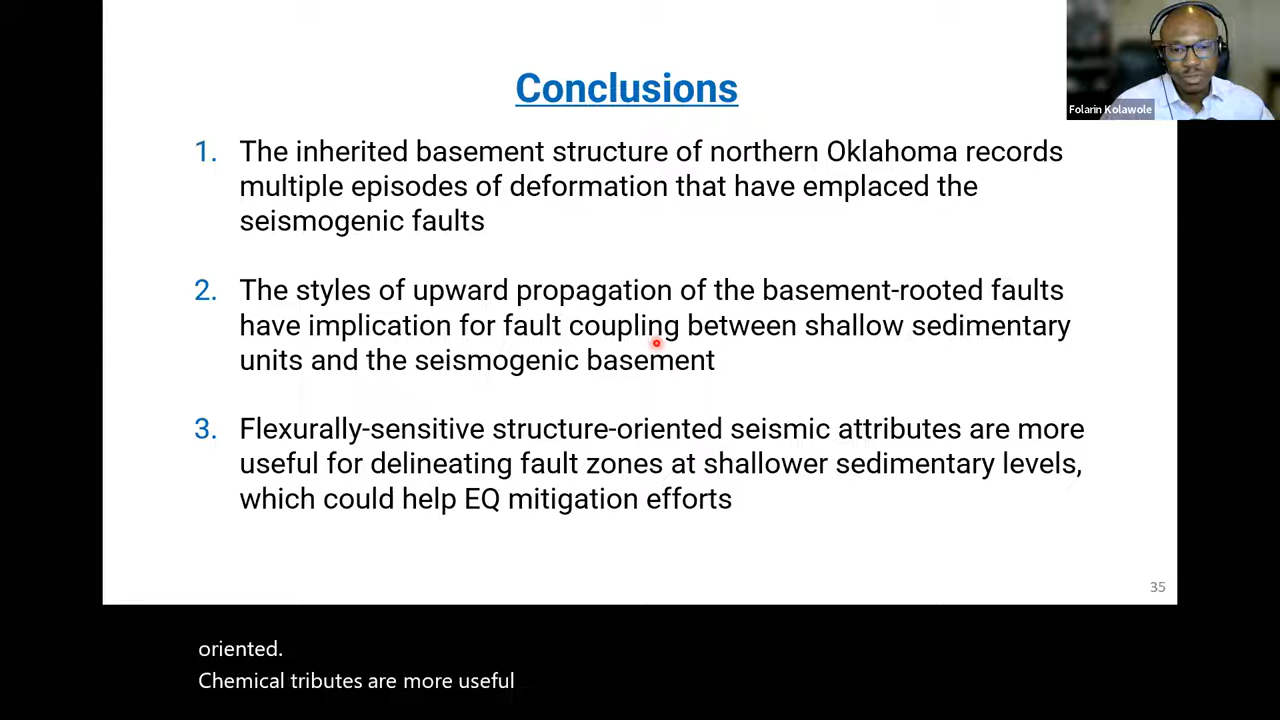 Conclusions
Folarin Kolawole
1. The inherited basement structure of northern Oklahoma records
multiple episodes of deformation that have emplaced the
seismogenic faults
2. The styles of upward propagation of the basement-rooted faults
have implication for fault coupling between shallow sedimentary
units and the seismogenic basement
3. Flexurally-sensitive structure-oriented seismic attributes are more
useful for delineating fault zones at shallower sedimentary levels,
which could help EQ mitigation efforts
35
oriented.
Chemical tributes are more useful